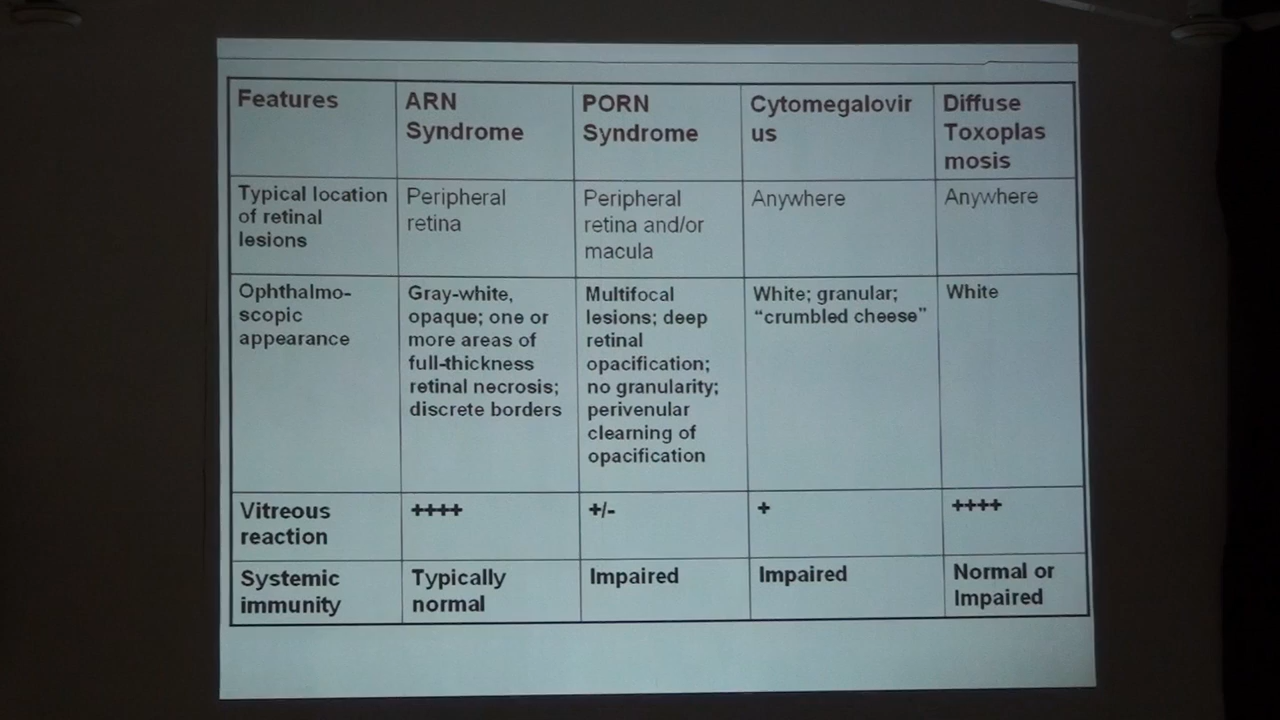 Features
ARN
Syndrome
PORN
Syndrome
Cytomegalovir
us
Diffuse
Toxoplas
mosis
Typical location
of retinal
lesions
Peripheral
retina
Peripheral
retina and/or
macula
Anywhere
Anywhere
Ophthalmo-
scopic
appearance
Gray-white,
opaque; one or
more areas of
full-thickness
retinal necrosis;
discrete borders
Multifocal
lesions; deep
retinal
opacification;
no granularity;
perivenular
clearning of
opacification
White; granular;
“crumbled cheese”
White
Vitreous
reaction
++++
+/-
+
++++
Systemic
immunity
Typically
normal
Impaired
Impaired
Normal or
Impaired